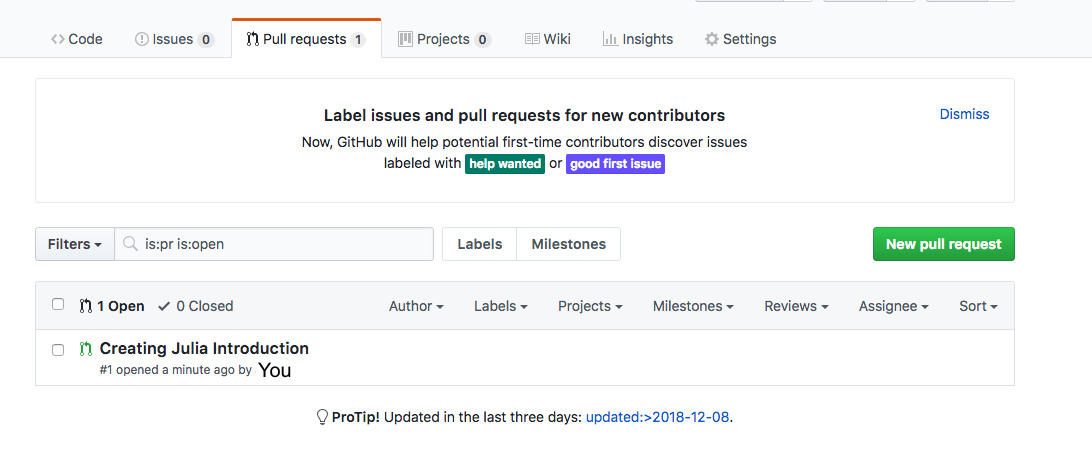 Code Issues 0 Pull requests 1 Projects 0 Wiki Insights Settings
Label issues and pull requests for new contributors
Dismiss
Now, GitHub will help potential first-time contributors discover issues
labeled with help wanted or good first issue
Filters is:pr is:open Labels Milestones New pull request
1 Open 0 Closed Author Labels Projects Milestones Reviews Assignee Sort
Creating Julia Introduction
#1 opened a minute ago by You
ProTip! Updated in the last three days: updated:>2018-12-08.